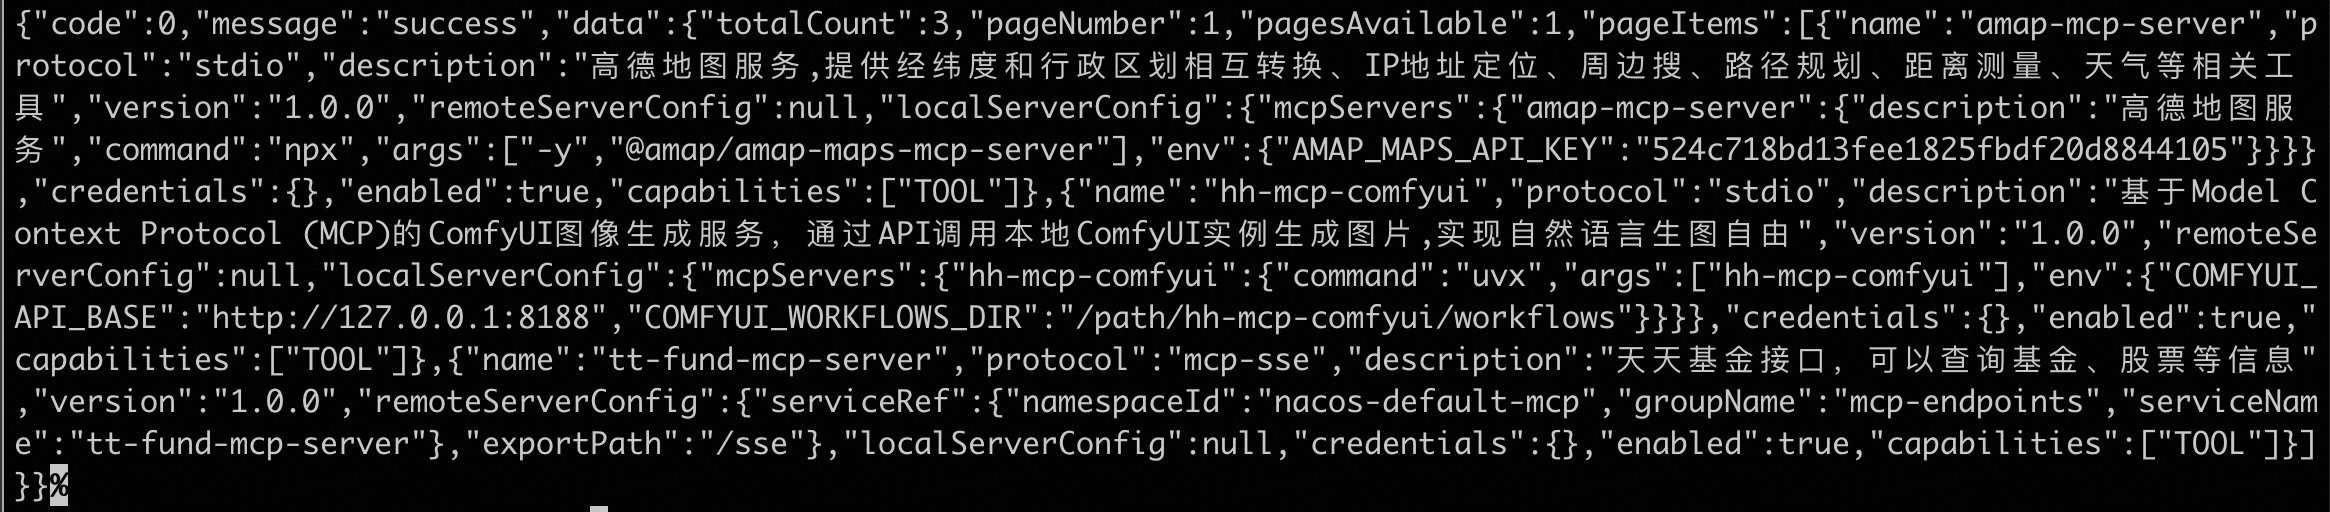 {"code":0,"message":"success","data":{"totalCount":3,"pageNumber":1,"pagesAvailable":1,"pageItems":[{"name":"amap-mcp-server","p
rotocol":"stdio","description":"高德地图服务,提供经纬度和行政区划相互转换、IP地址定位、周边搜、路径规划、距离测量、天气等相关工
具","version":"1.0.0","remoteServerConfig":null,"localServerConfig":{"mcpServers":{"amap-mcp-server":{"description":"高德地图服
务","command":"npx","args":["-y","@amap/amap-maps-mcp-server"],"env":{"AMAP_MAPS_API_KEY":"524c718bd13fee1825fbdf20d8844105"}}}}
,"credentials":{},"enabled":true,"capabilities":["TOOL"]},{"name":"hh-mcp-comfyui","protocol":"stdio","description":"基于Model C
ontext Protocol (MCP)的ComfyUI图像生成服务，通过API调用本地ComfyUI实例生成图片,实现自然语言生图自由","version":"1.0.0","remoteSe
rverConfig":null,"localServerConfig":{"mcpServers":{"hh-mcp-comfyui":{"command":"uvx","args":["hh-mcp-comfyui"],"env":{"COMFYUI_
API_BASE":"http://127.0.0.1:8188","COMFYUI_WORKFLOWS_DIR":"/path/hh-mcp-comfyui/workflows"}}}},"credentials":{},"enabled":true,"
capabilities":["TOOL"]},{"name":"tt-fund-mcp-server","protocol":"mcp-sse","description":"天天基金接口，可以查询基金、股票等信息"
,"version":"1.0.0","remoteServerConfig":{"serviceRef":{"namespaceId":"nacos-default-mcp","groupName":"mcp-endpoints","serviceNam
e":"tt-fund-mcp-server"},"exportPath":"/sse"},"localServerConfig":null,"credentials":{},"enabled":true,"capabilities":["TOOL"]}]
}}%